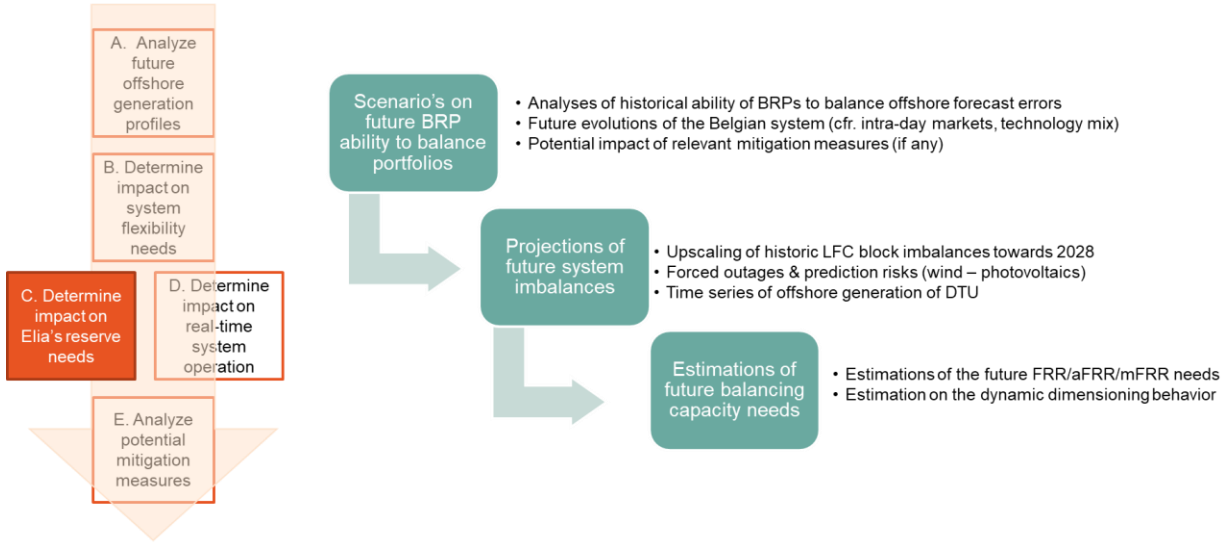 A. Analyze
future
offshore
generation
profiles
B. Determine
impact on
system
flexibility
needs
C. Determine
impact on
Elia's reserve
needs
D. Determine
impact on
real-time
system
operation
E. Analyze
potential
mitigation
measures
Scenario's on
future BRP
ability to balance
portfolios
• Analyses of historical ability of BRPs to balance offshore forecast errors
• Future evolutions of the Belgian system (cfr. intra-day markets, technology mix)
• Potential impact of relevant mitigation measures (if any)
Projections of
future system
imbalances
• Upscaling of historic LFC block imbalances towards 2028
• Forced outages & prediction risks (wind – photovoltaics)
• Time series of offshore generation of DTU
Estimations of
future balancing
capacity needs
• Estimations of the future FRR/aFRR/mFRR needs
• Estimation on the dynamic dimensioning behavior